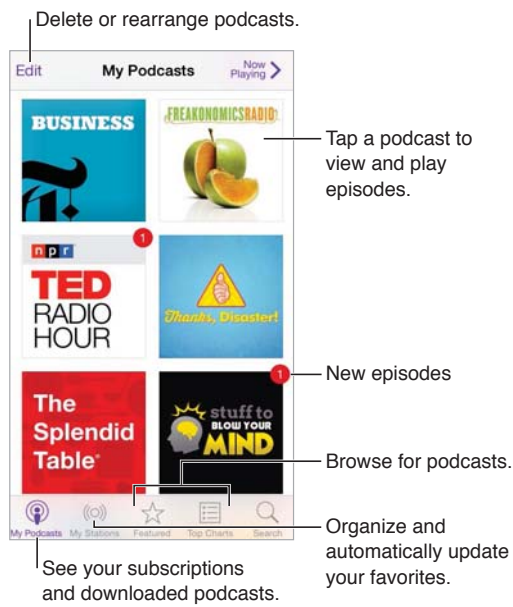 Delete or rearrange podcasts.
Edit
My Podcasts
Now
Playing
BUSINESS
FREAKONOMICSRADIO
Tap a podcast to
view and play
episodes.
npr
1
TED
RADIO
HOUR
Thanks, Disaster!
1
New episodes
The
Splendid
Table
stuff to
BLOW YOUR
MIND
Browse for podcasts.
My Podcasts
My Stations
Featured
Top Charts
Search
Organize and
automatically update
your favorites.
See your subscriptions
and downloaded podcasts.